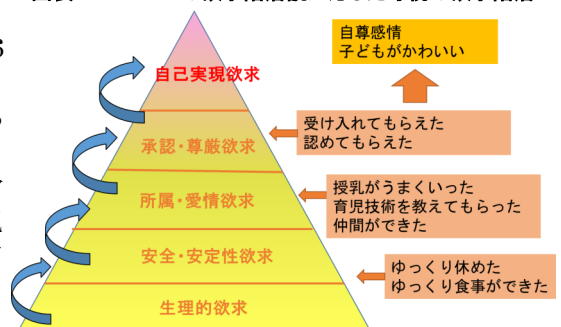 自尊感情
子どもがかわいい
自己実現欲求
受け入れてもらえた
認めてもらえた
承認・尊厳欲求
授乳がうまくいった
育児技術を教えてもらった
仲間ができた
所属・愛情欲求
安全・安定性欲求
ゆっくり休めた
ゆっくり食事ができた
生理的欲求